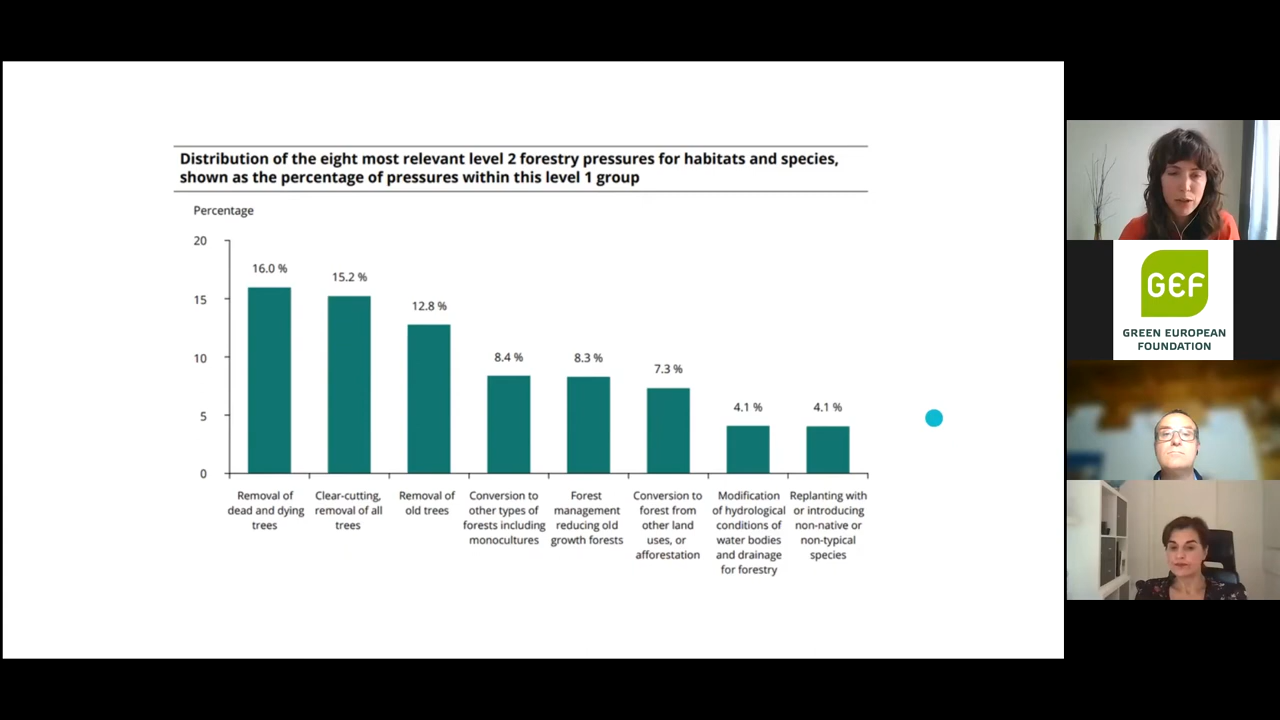 Distribution of the eight most relevant level 2 forestry pressures for habitats and species,
shown as the percentage of pressures within this level 1 group
Percentage
20
15
10
5
0
16.0 %
15.2 %
12.8 %
8.4 %
8.3 %
7.3 %
4.1 %
4.1 %
Removal of
dead and dying
trees
Clear-cutting,
removal of all
trees
Removal of
old trees
Conversion to
other types of
forests including
monocultures
Forest
management
reducing old
growth forests
Conversion to
forest from
other land
uses, or
afforestation
Modification
of hydrological
conditions of
water bodies
and drainage
for forestry
Replanting with
or introducing
non-native or
non-typical
species
GEF
GREEN EUROPEAN
FOUNDATION